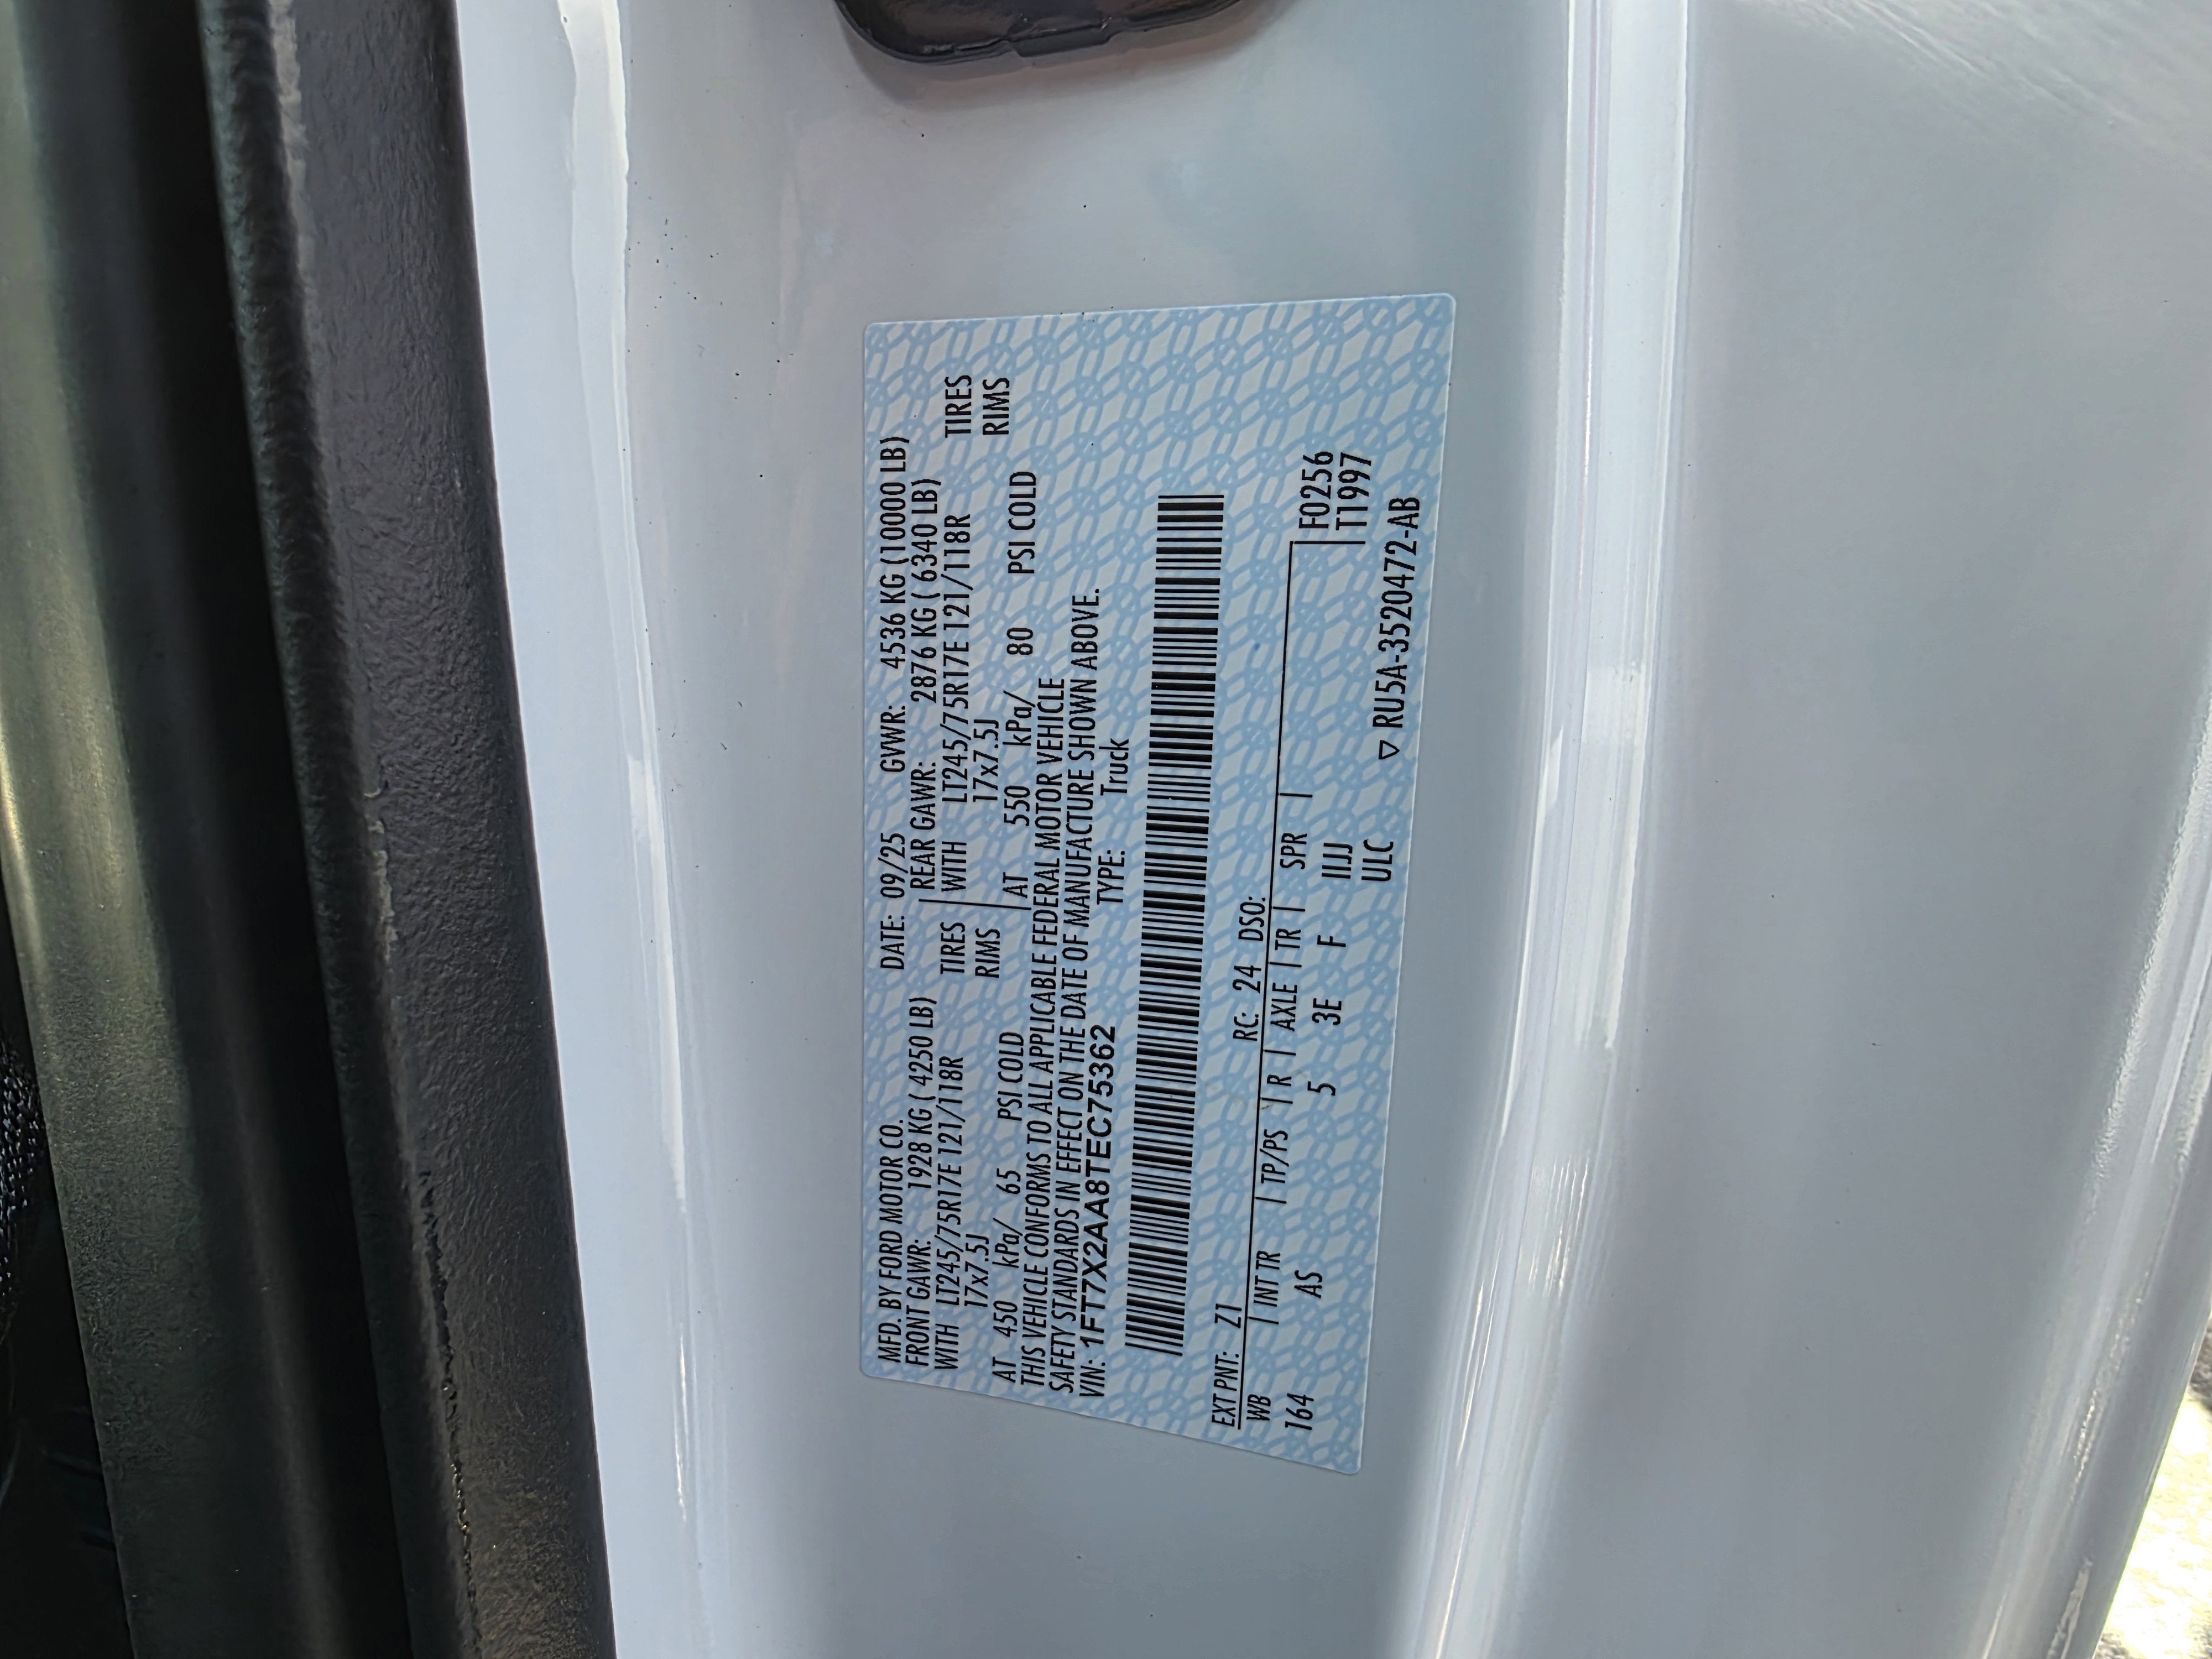 MFD. BY FORD MOTOR CO. DATE: 09/25 GVWR: 4536 KG (10000 LB)
FRONT GAWR: 1928 KG ( 4250 LB) REAR GAWR: 2876 KG ( 6340 LB)
WITH LT245/75R17E 121/118R TIRES WITH LT245/75R17E 121/118R TIRES
17x7.5J RIMS 17x7.5J RIMS
AT 450 kPa/ 65 PSI COLD AT 550 kPa/ 80 PSI COLD
THIS VEHICLE CONFORMS TO ALL APPLICABLE FEDERAL MOTOR VEHICLE
SAFETY STANDARDS IN EFFECT ON THE DATE OF MANUFACTURE SHOWN ABOVE.
VIN: 1FT7X2AA8TEC75362 TYPE: Truck
EXT PNT: Z1 RC: 24 DSO:
WB | INT TR | TP/PS | R | AXLE | TR | SPR | F0256
164 AS 5 3E F IIJJ T1997
ULC
▽ RU5A-3520472-AB